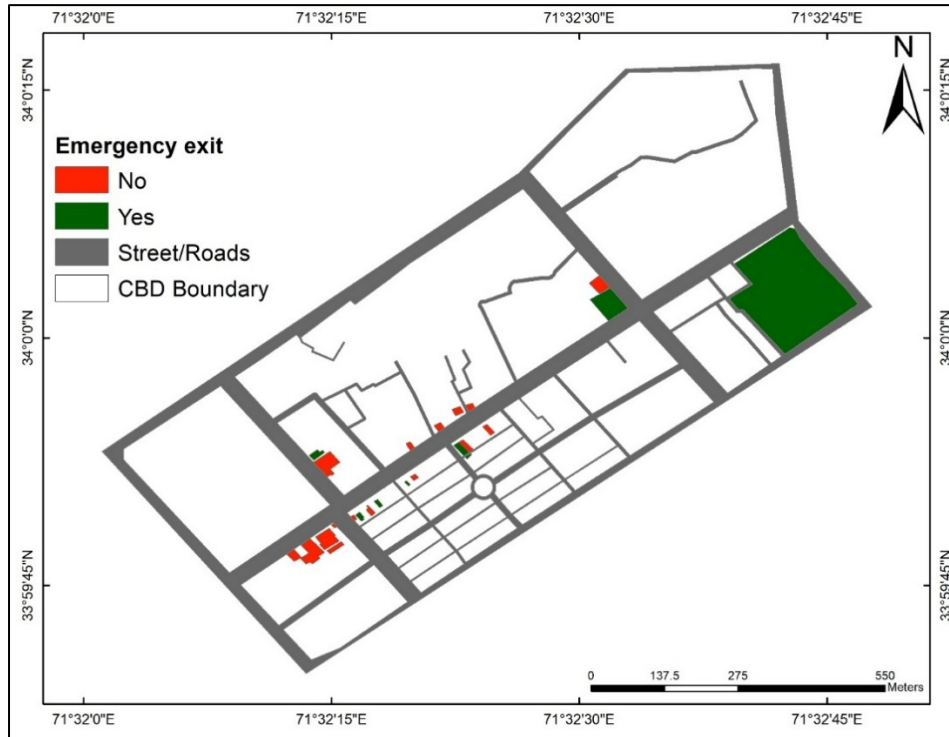 71°32'0"E 71°32'15"E 71°32'30"E 71°32'45"E
N
34°0'15"N 34°0'15"N
Emergency exit
No
Yes
Street/Roads
CBD Boundary
34°0'0"N 34°0'0"N
33°59'45"N 33°59'45"N
0 137.5 275 550
Meters
71°32'0"E 71°32'15"E 71°32'30"E 71°32'45"E